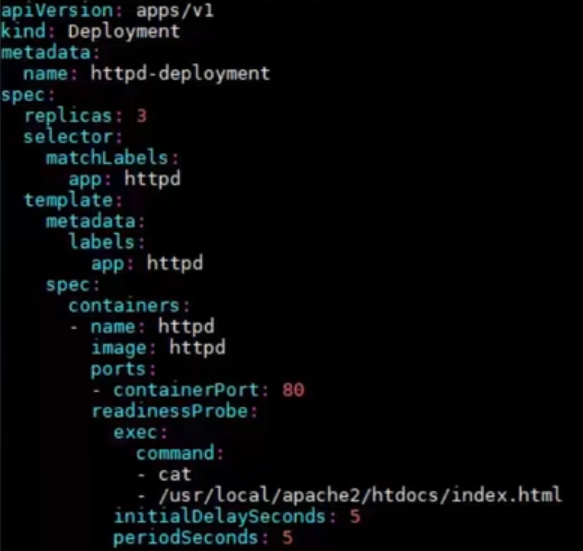 apiVersion: apps/v1
kind: Deployment
metadata:
  name: httpd-deployment
spec:
  replicas: 3
  selector:
    matchLabels:
      app: httpd
  template:
    metadata:
      labels:
        app: httpd
    spec:
      containers:
      - name: httpd
        image: httpd
        ports:
        - containerPort: 80
        readinessProbe:
          exec:
            command:
            - cat
            - /usr/local/apache2/htdocs/index.html
          initialDelaySeconds: 5
          periodSeconds: 5